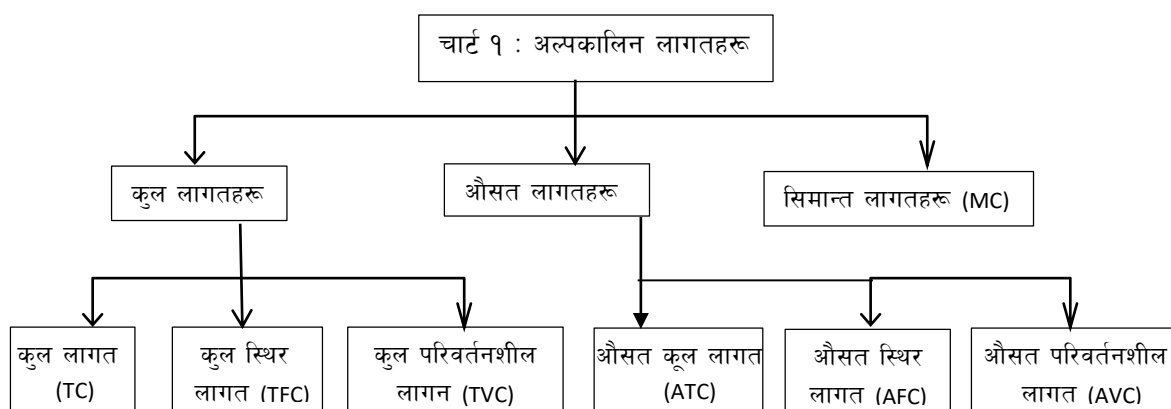 चार्ट १ : अल्पकालिन लागतहरू
कुल लागतहरू
औसत लागतहरू
सिमान्त लागतहरू (MC)
कुल लागत
(TC)
कुल स्थिर
लागत (TFC)
कुल परिवर्तनशील
लागन (TVC)
औसत कूल लागत
(ATC)
औसत स्थिर
लागत (AFC)
औसत परिवर्तनशील
लागत (AVC)